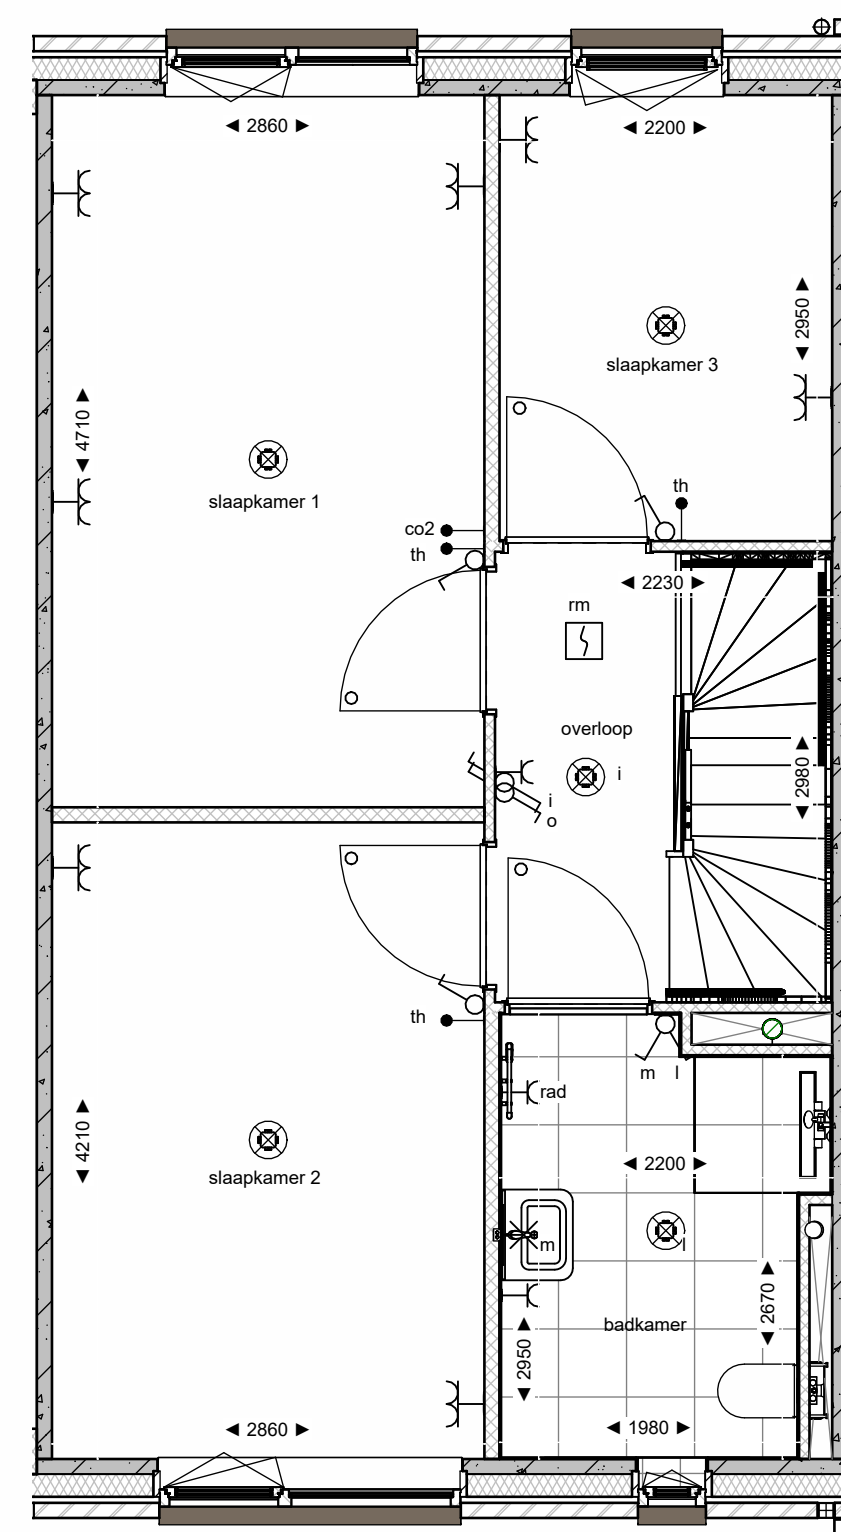 2860
2200
2950
slaapkamer 3
4710
slaapkamer 1
th
co2
th
2230
rm
overloop
i
2980
i
o
th
m l
rad
4210
2200
slaapkamer 2
m
l
2670
badkamer
2950
2860
1980